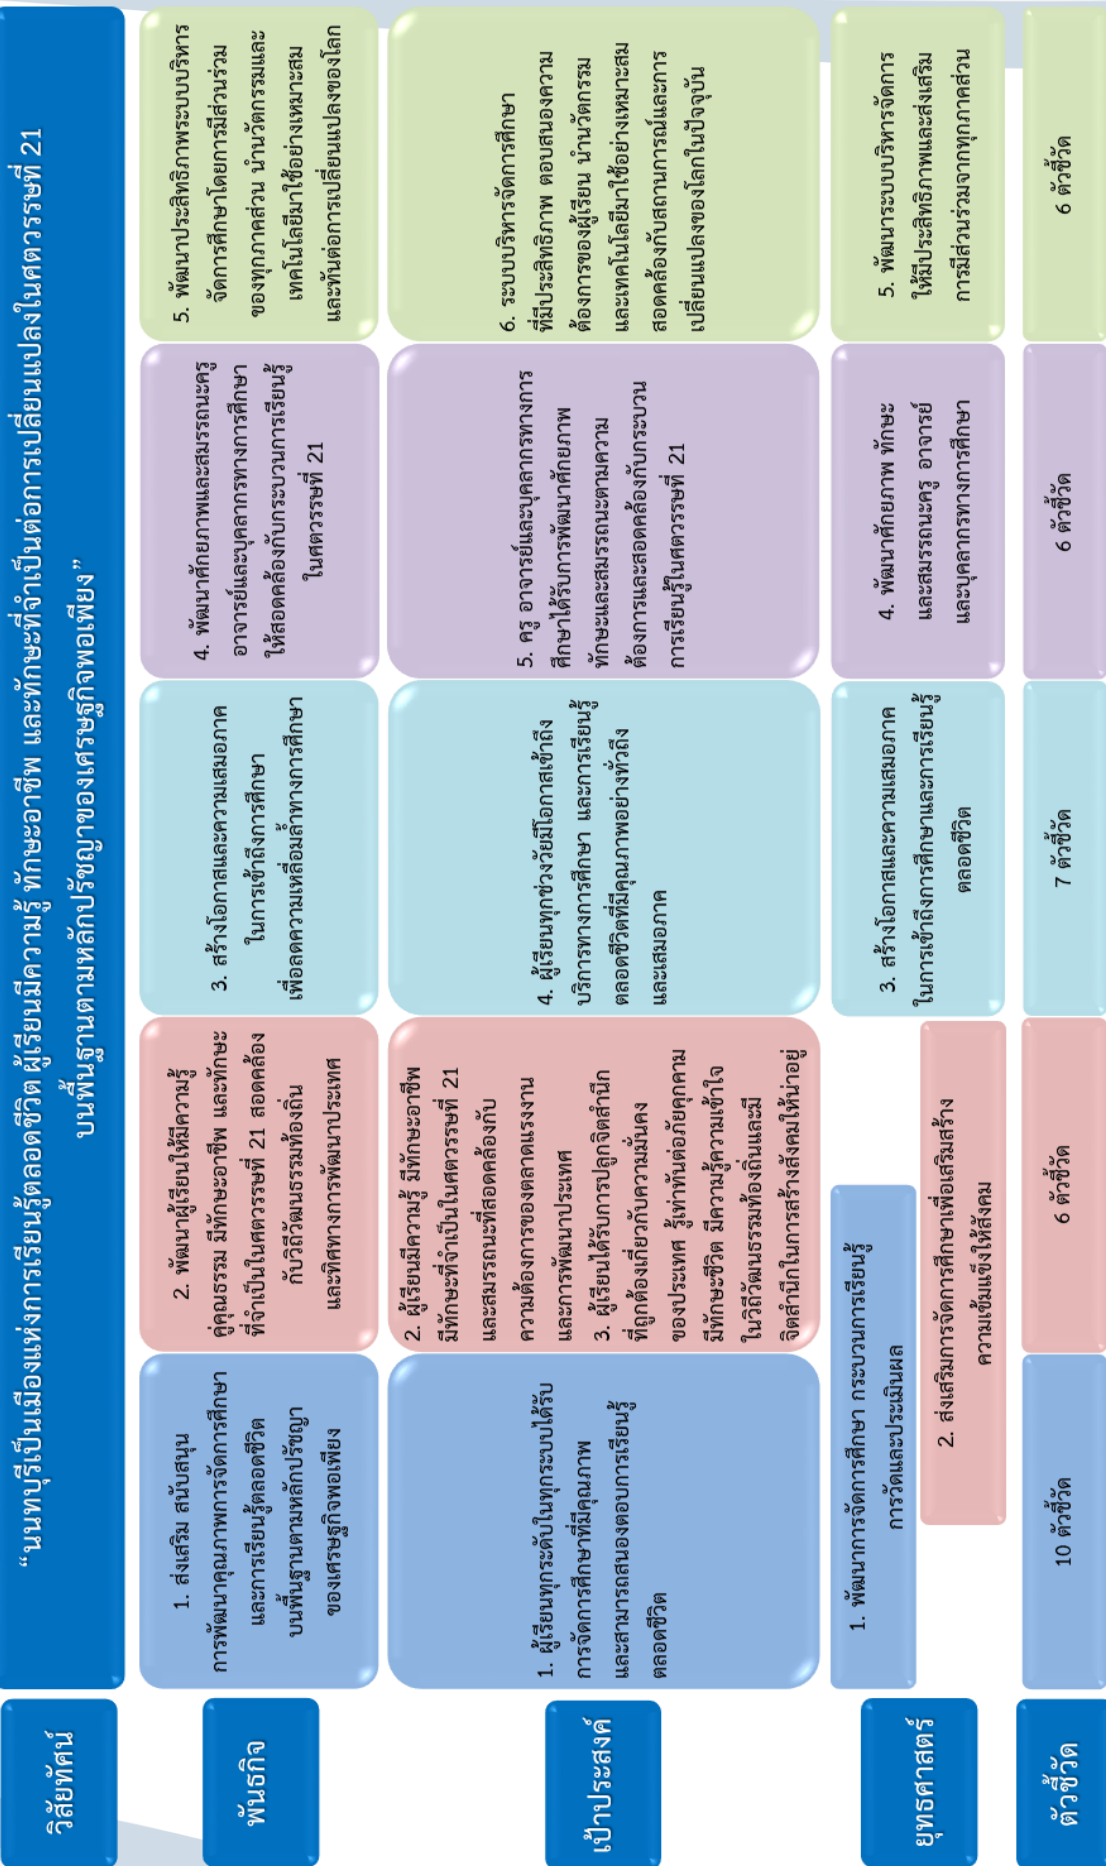 วิสัยทัศน์
“นนทบุรีเป็นเมืองแห่งการเรียนรู้ตลอดชีวิต ผู้เรียนมีความรู้ ทักษะอาชีพ และทักษะที่จำเป็นต่อการเปลี่ยนแปลงในศตวรรษที่ 21
บนพื้นฐานตามหลักปรัชญาของเศรษฐกิจพอเพียง”
พันธกิจ
1. ส่งเสริม สนับสนุน
การพัฒนาคุณภาพการจัดการศึกษา
และการเรียนรู้ตลอดชีวิต
บนพื้นฐานตามหลักปรัชญา
ของเศรษฐกิจพอเพียง
2. พัฒนาผู้เรียนให้มีความรู้
คู่คุณธรรม มีทักษะอาชีพ และทักษะ
ที่จำเป็นในศตวรรษที่ 21 สอดคล้อง
กับวิถีวัฒนธรรมท้องถิ่น
และทิศทางการพัฒนาประเทศ
3. สร้างโอกาสและความเสมอภาค
ในการเข้าถึงการศึกษา
เพื่อลดความเหลื่อมล้ำทางการศึกษา
4. พัฒนาศักยภาพและสมรรถนะครู
อาจารย์และบุคลากรทางการศึกษา
ให้สอดคล้องกับกระบวนการเรียนรู้
ในศตวรรษที่ 21
5. พัฒนาประสิทธิภาพระบบบริหาร
จัดการศึกษาโดยการมีส่วนร่วม
ของทุกภาคส่วน นำนวัตกรรมและ
เทคโนโลยีมาใช้อย่างเหมาะสม
และทันต่อการเปลี่ยนแปลงของโลก
เป้าประสงค์
1. ผู้เรียนทุกระดับในทุกระบบได้รับ
การจัดการศึกษาที่มีคุณภาพ
และสามารถสนองตอบการเรียนรู้
ตลอดชีวิต
2. ผู้เรียนมีความรู้ มีทักษะอาชีพ
มีทักษะที่จำเป็นในศตวรรษที่ 21
และสมรรถนะที่สอดคล้องกับ
ความต้องการของตลาดแรงงาน
และการพัฒนาประเทศ
3. ผู้เรียนได้รับการปลูกจิตสำนึก
ที่ถูกต้องเกี่ยวกับความมั่นคง
ของประเทศ รู้เท่าทันต่อภัยคุกคาม
มีทักษะชีวิต มีความรู้ความเข้าใจ
ในวิถีวัฒนธรรมท้องถิ่นและมี
จิตสำนึกในการสร้างสังคมให้น่าอยู่
4. ผู้เรียนทุกช่วงวัยมีโอกาสเข้าถึง
บริการทางการศึกษา และการเรียนรู้
ตลอดชีวิตที่มีคุณภาพอย่างทั่วถึง
และเสมอภาค
5. ครู อาจารย์และบุคลากรทางการ
ศึกษาได้รับการพัฒนาศักยภาพ
ทักษะและสมรรถนะตามความ
ต้องการและสอดคล้องกับกระบวน
การเรียนรู้ในศตวรรษที่ 21
6. ระบบบริหารจัดการศึกษา
ที่มีประสิทธิภาพ ตอบสนองความ
ต้องการของผู้เรียน นำนวัตกรรม
และเทคโนโลยีมาใช้อย่างเหมาะสม
สอดคล้องกับสถานการณ์และการ
เปลี่ยนแปลงของโลกในปัจจุบัน
ยุทธศาสตร์
1. พัฒนาการจัดการศึกษา กระบวนการเรียนรู้
การวัดและประเมินผล
2. ส่งเสริมการจัดการศึกษาเพื่อเสริมสร้าง
ความเข้มแข็งให้สังคม
3. สร้างโอกาสและความเสมอภาค
ในการเข้าถึงการศึกษาและการเรียนรู้
ตลอดชีวิต
4. พัฒนาศักยภาพ ทักษะ
และสมรรถนะครู อาจารย์
และบุคลากรทางการศึกษา
5. พัฒนาระบบบริหารจัดการ
ให้มีประสิทธิภาพและส่งเสริม
การมีส่วนร่วมจากทุกภาคส่วน
ตัวชี้วัด
10 ตัวชี้วัด
6 ตัวชี้วัด
7 ตัวชี้วัด
6 ตัวชี้วัด
6 ตัวชี้วัด